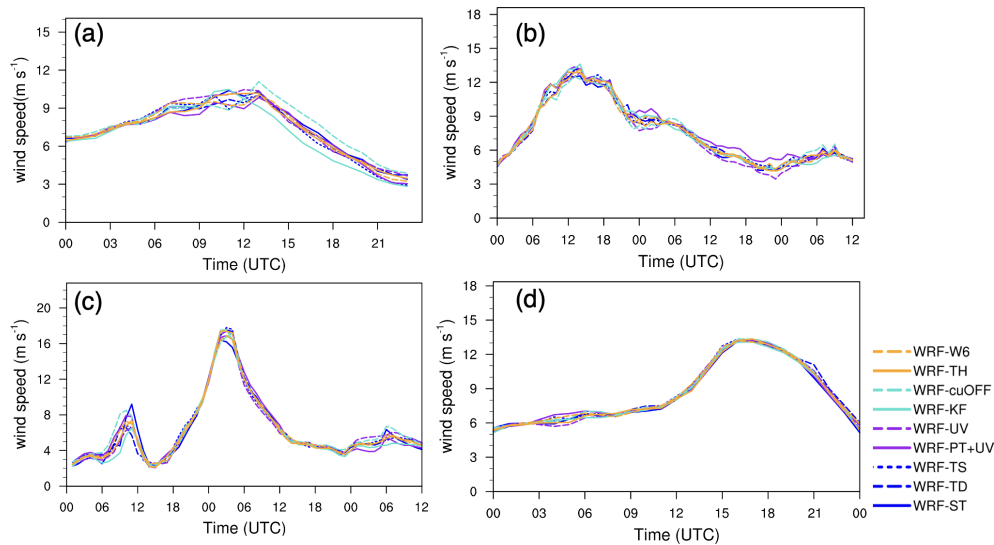 (a)
wind speed(m s⁻¹)
15
12
9
6
3
0
00 03 06 09 12 15 18 21
Time (UTC)
(b)
wind speed (m s⁻¹)
18
15
12
9
6
3
0
00 06 12 18 00 06 12 18 00 06 12
Time (UTC)
(c)
wind speed (m s⁻¹)
20
16
12
8
4
0
00 06 12 18 00 06 12 18 00 06 12
Time (UTC)
(d)
wind speed (m s⁻¹)
18
15
12
9
6
3
0
00 03 06 09 12 15 18 21 00
Time (UTC)
WRF-W6
WRF-TH
WRF-cuOFF
WRF-KF
WRF-UV
WRF-PT+UV
WRF-TS
WRF-TD
WRF-ST